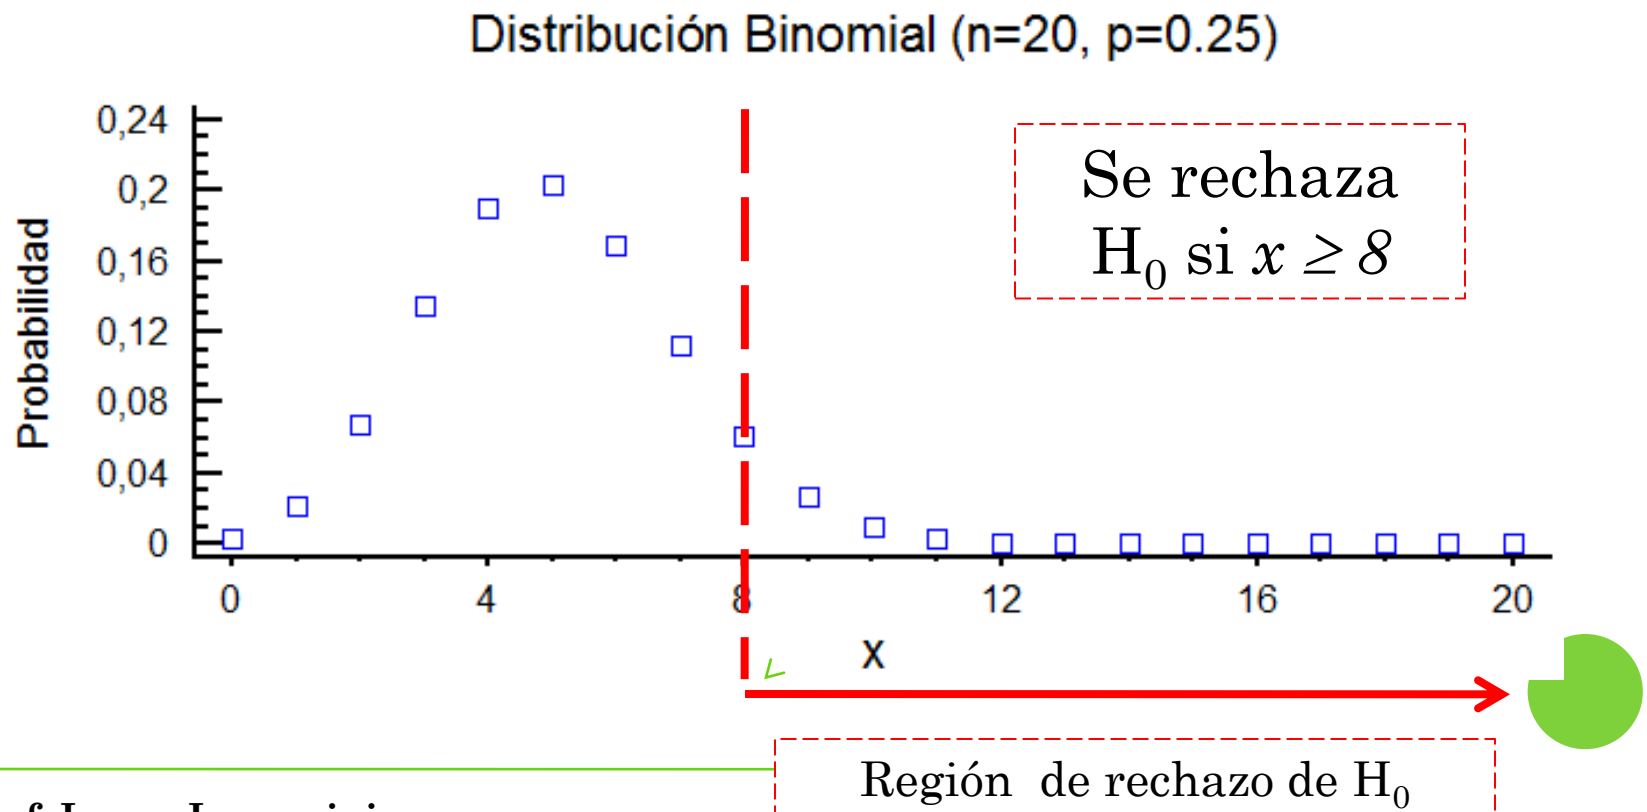 Distribución Binomial (n=20, p=0.25)
Se rechaza
H₀ si x ≥ 8
Probabilidad
0,24
0,2
0,16
0,12
0,08
0,04
0
0 4 8 12 16 20
x
Región de rechazo de H₀